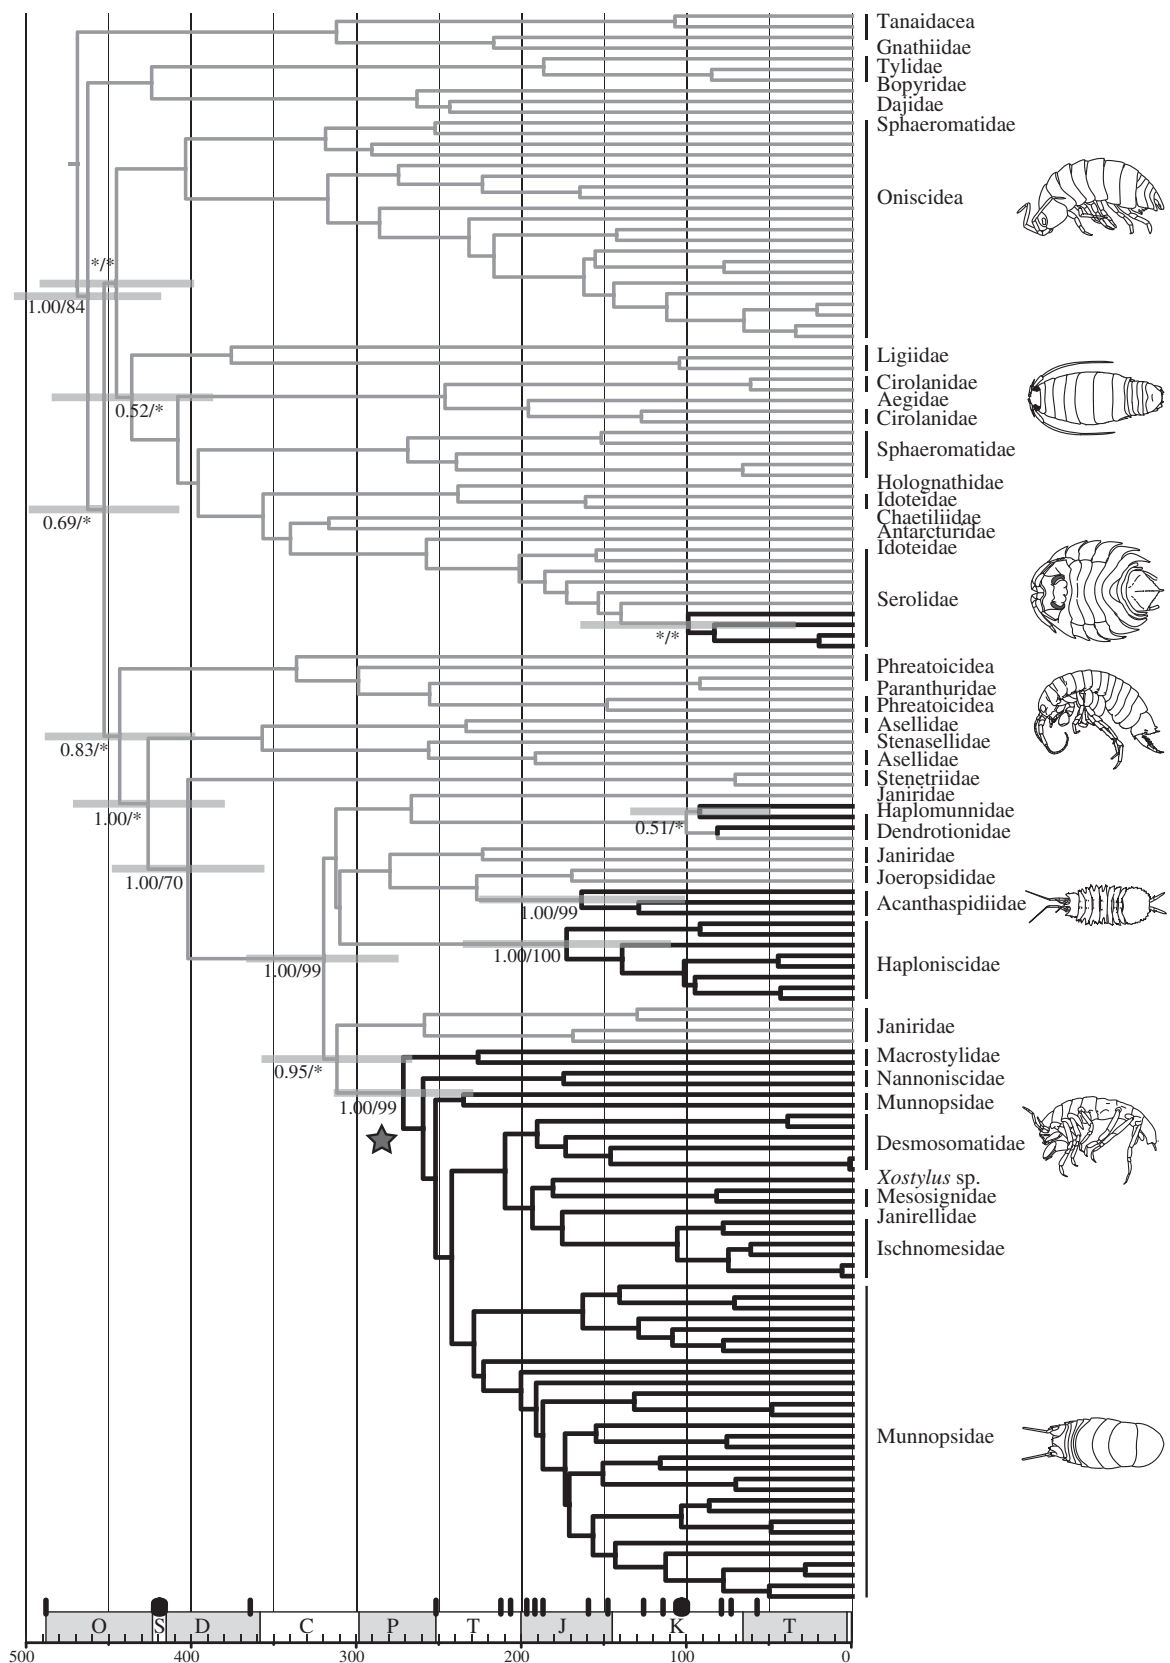 Tanaidacea
Gnathiidae
Tylidae
Bopyridae
Dajidae
Sphaeromatidae
Oniscidea
*/*
1.00/84
Ligiidae
Cirolanidae
Aegidae
0.52/*
Cirolanidae
Sphaeromatidae
Holognathidae
Idoteidae
Chaetiliidae
0.69/*
Antarcturidae
Idoteidae
Serolidae
*/*
Phreatoicidea
Paranthuridae
Phreatoicidea
Asellidae
Stenasellidae
0.83/*
Asellidae
Stenetriidae
Janiridae
Haplomunnidae
1.00/*
0.51/*
Dendrotionidae
Janiridae
1.00/70
Joeropsididae
Acanthaspidiidae
1.00/99
1.00/100
Haploniscidae
1.00/99
Janiridae
Macrostylidae
0.95/*
Nannoniscidae
Munnopsidae
1.00/99
Desmosomatidae
Xostylus sp.
Mesosignidae
Janirellidae
Ischnomesidae
Munnopsidae
O S D C P T J K T
500 400 300 200 100 0